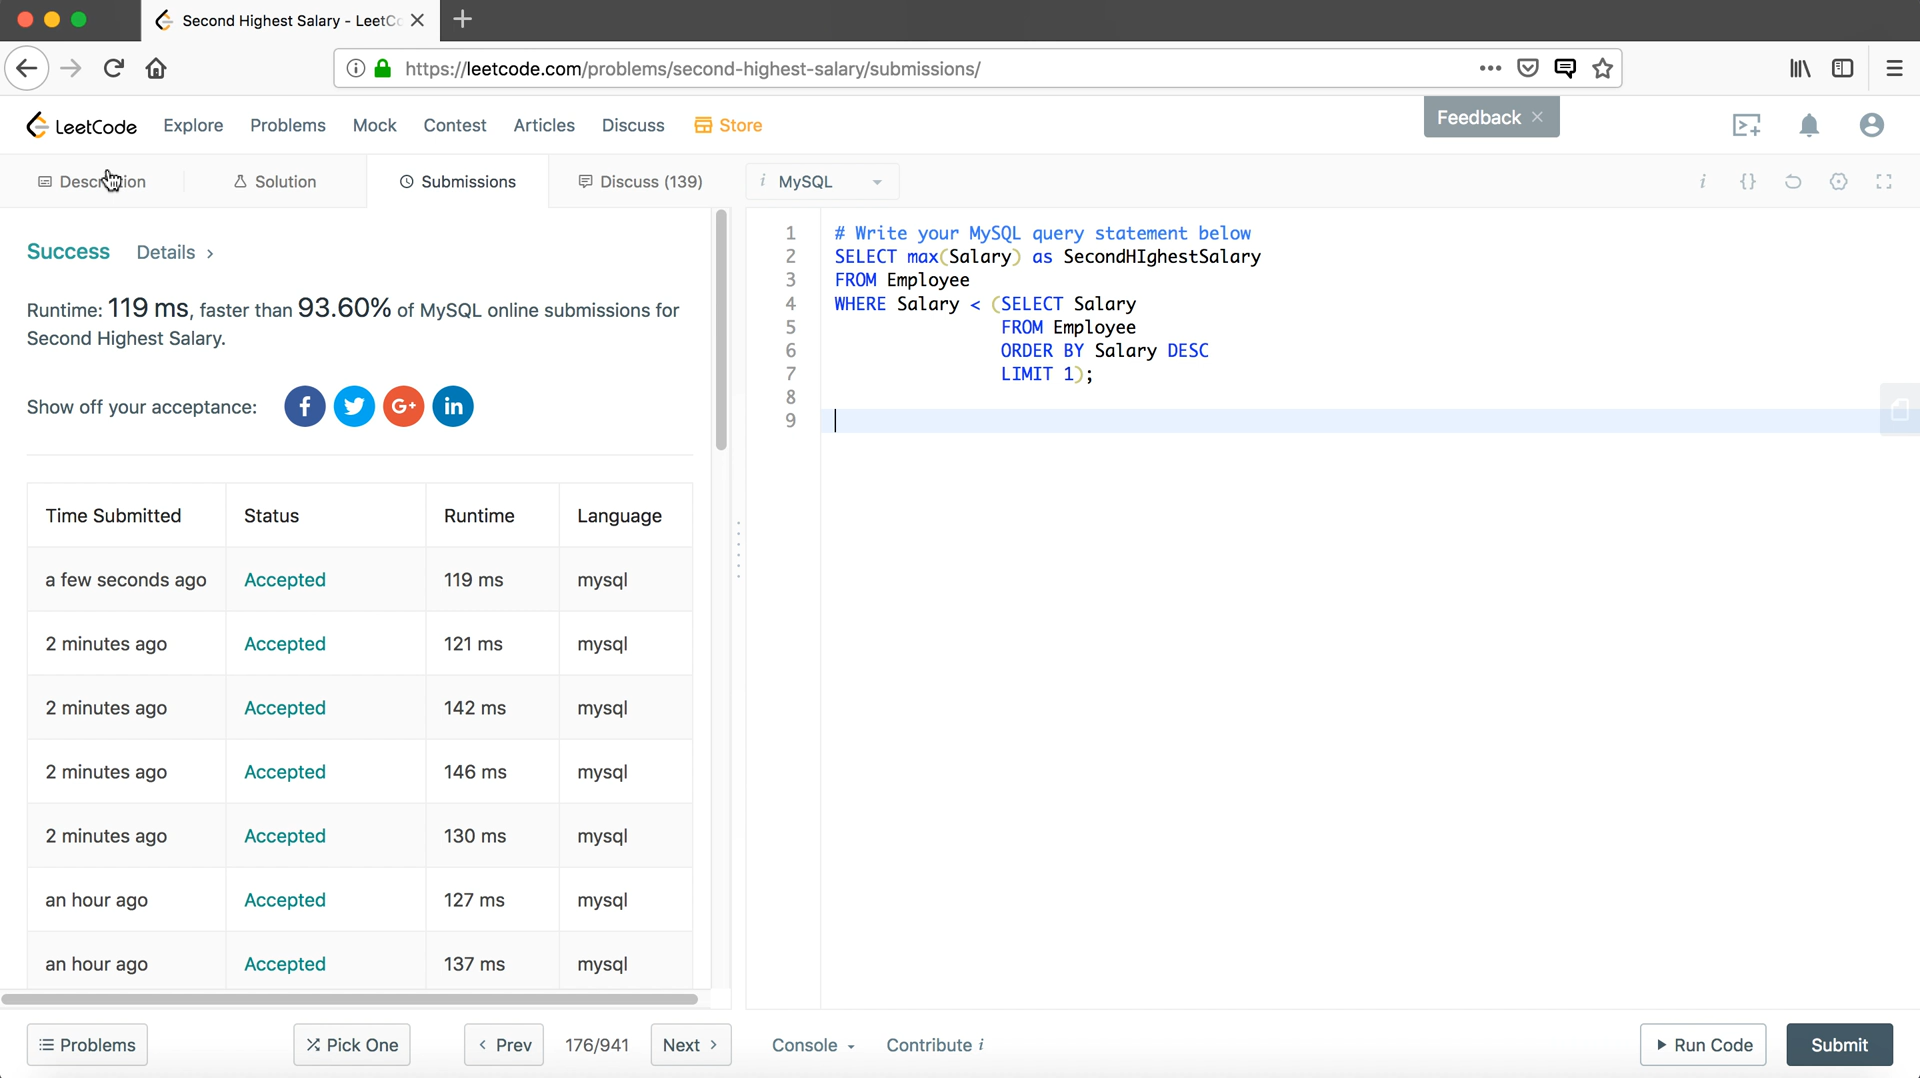 Second Highest Salary - LeetC
https://leetcode.com/problems/second-highest-salary/submissions/
LeetCode Explore Problems Mock Contest Articles Discuss Store
Feedback ×
Description Solution Submissions Discuss (139)
i MySQL
i {}
Success Details >
Runtime: 119 ms, faster than 93.60% of MySQL online submissions for
Second Highest Salary.
Show off your acceptance: f G+ in
Time Submitted Status Runtime Language
a few seconds ago Accepted 119 ms mysql
2 minutes ago Accepted 121 ms mysql
2 minutes ago Accepted 142 ms mysql
2 minutes ago Accepted 146 ms mysql
2 minutes ago Accepted 130 ms mysql
an hour ago Accepted 127 ms mysql
an hour ago Accepted 137 ms mysql
1 # Write your MySQL query statement below
2 SELECT max(Salary) as SecondHIghestSalary
3 FROM Employee
4 WHERE Salary < (SELECT Salary
5 FROM Employee
6 ORDER BY Salary DESC
7 LIMIT 1);
8
9
Problems Pick One < Prev 176/941 Next > Console Contribute i Run Code Submit